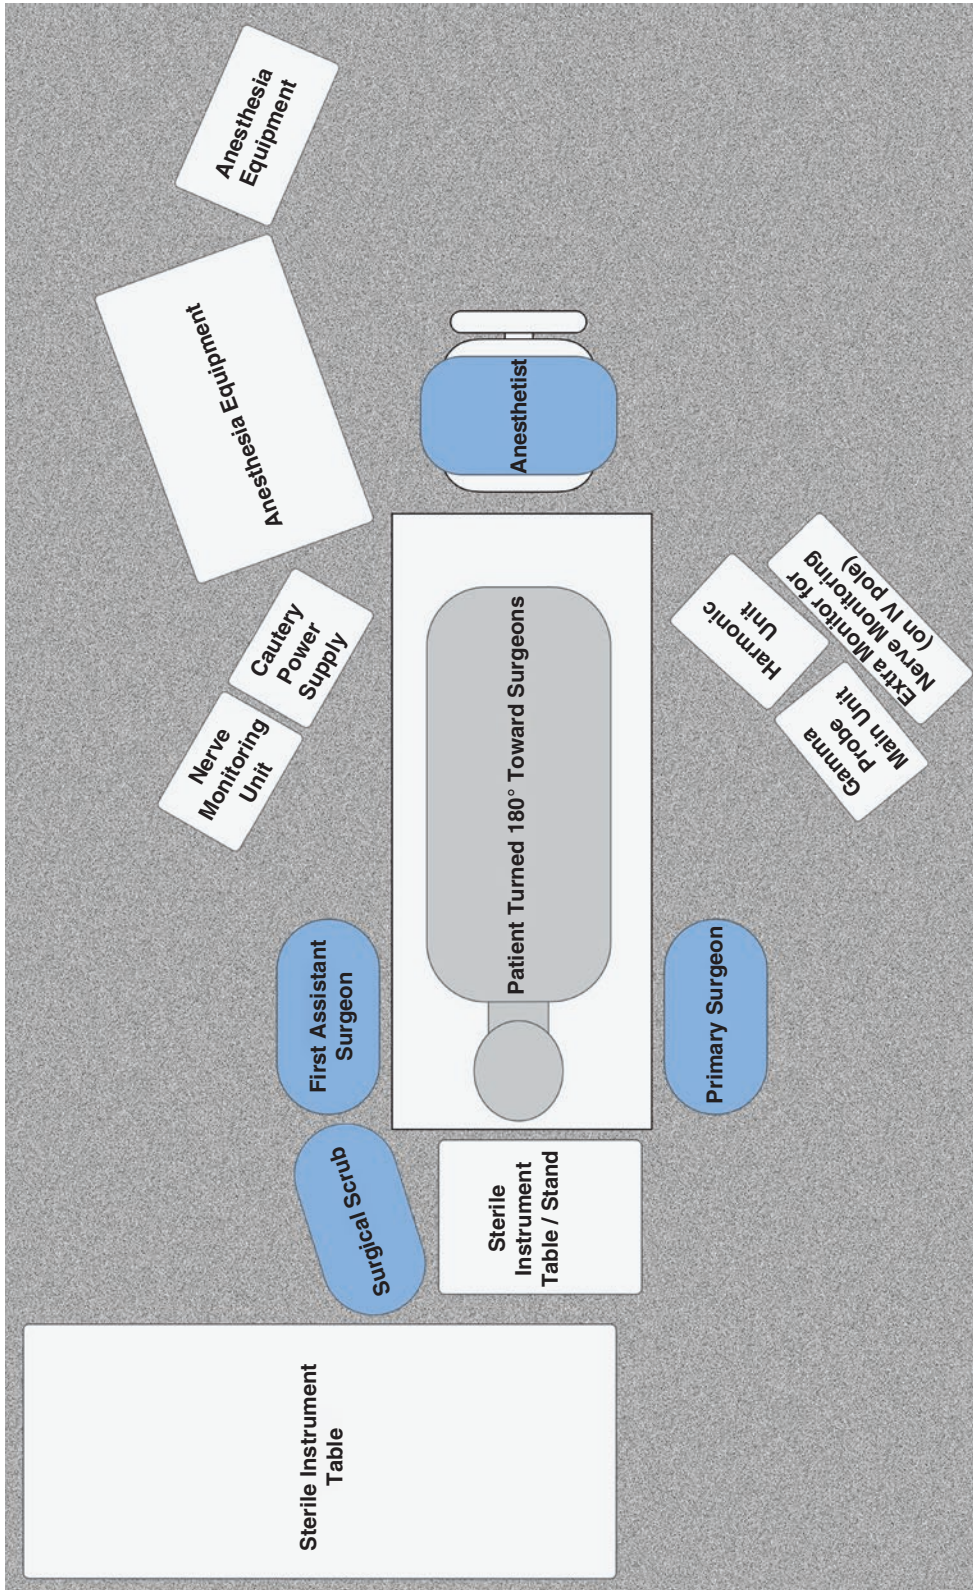 Anesthesia
Equipment
Anesthesia Equipment
Anesthetist
Cautery
Power
Supply
Nerve
Monitoring
Unit
Harmonic
Unit
Extra Monitor for
Nerve Monitoring
(on IV pole)
Gamma
Probe
Main Unit
Patient Turned 180° Toward Surgeons
First Assistant
Surgeon
Primary Surgeon
Surgical Scrub
Sterile
Instrument
Table / Stand
Sterile Instrument
Table